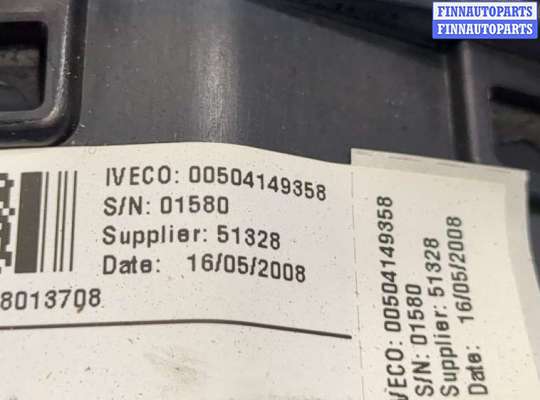 FINNAUTOPARTS
FINNAUTOPARTS
IVECO: 00504149358
S/N: 01580
Supplier: 51328
Date: 16/05/2008
8013708
IVECO: 00504149358
S/N: 01580
Supplier: 51328
Date: 16/05/2008